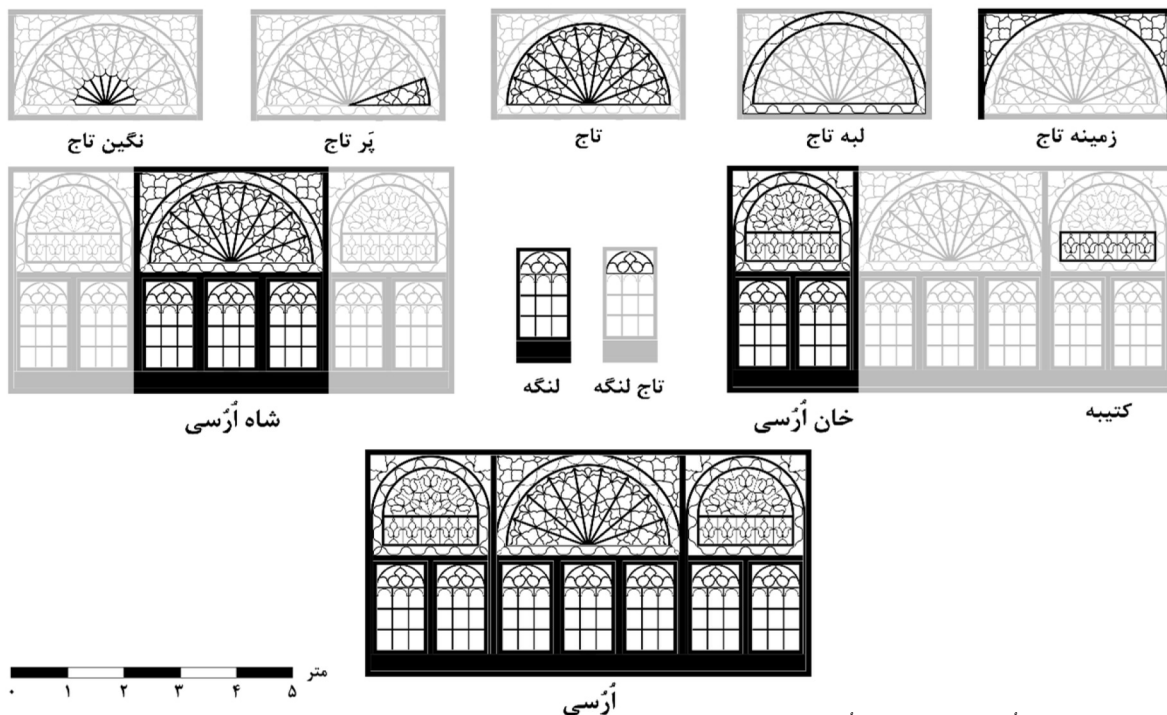 زمینه تاج
لبه تاج
تاج
پَر تاج
نگین تاج
کتیبه
خان اُرُسی
تاج لنگه
لنگه
شاه اُرُسی
اُرُسی
متر
۰ ۱ ۲ ۳ ۴ ۵